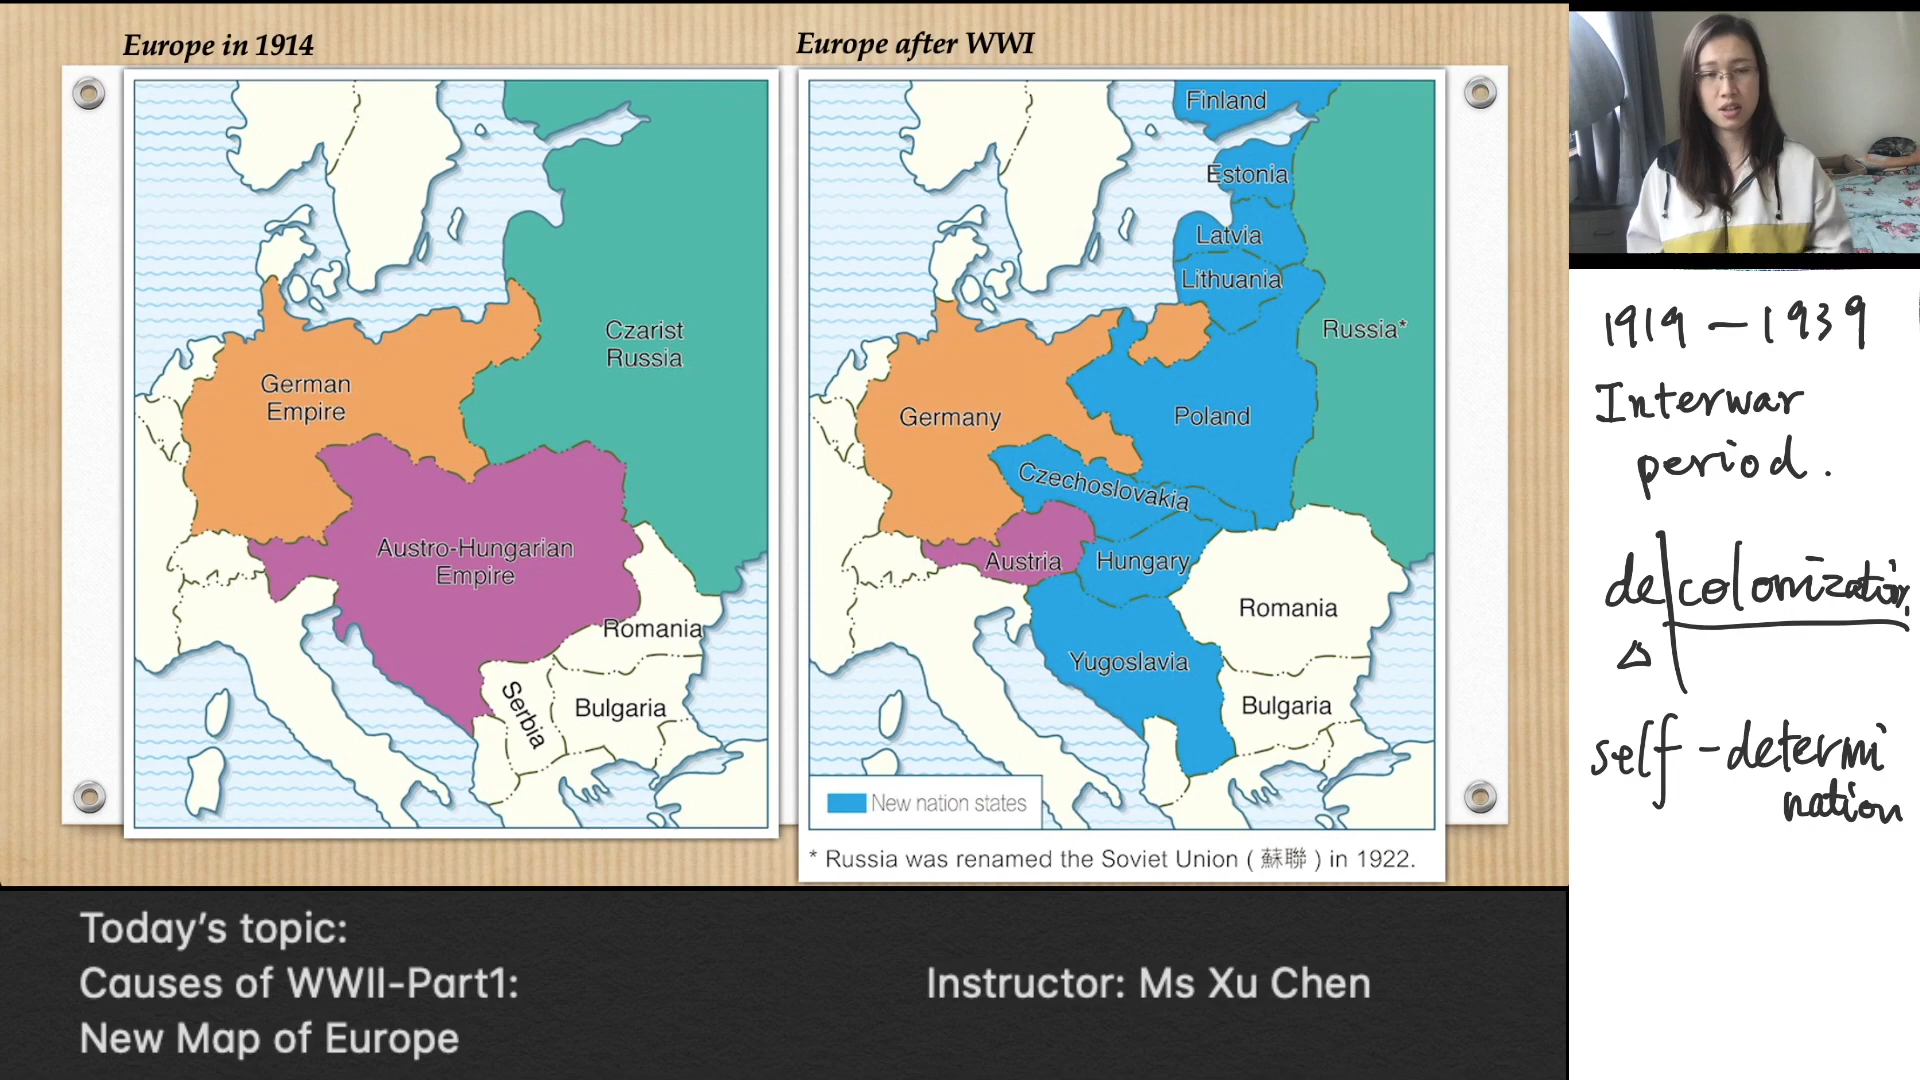 Europe in 1914
German
Empire
Czarist
Russia
Austro-Hungarian
Empire
Romania
Serbia
Bulgaria
Europe after WWI
Finland
Estonia
Latvia
Lithuania
Russia*
Germany
Poland
Czechoslovakia
Austria
Hungary
Romania
Yugoslavia
Bulgaria
New nation states
* Russia was renamed the Soviet Union ( 蘇聯 ) in 1922.
1919 - 1939
Interwar
period.
de|colonization,
self-determi
nation
Today's topic:
Causes of WWII-Part1:
New Map of Europe
Instructor: Ms Xu Chen